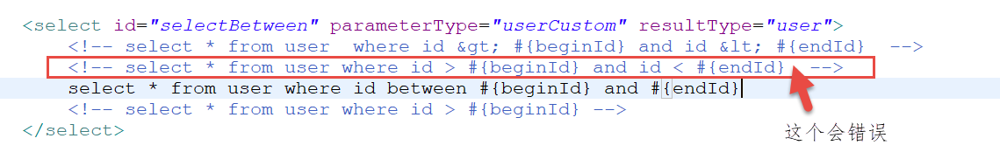 <select id="selectBetween" parameterType="userCustom" resultType="user">
<!-- select * from user  where id &gt; #{beginId} and id &lt; #{endId}  -->
<!-- select * from user where id > #{beginId} and id < #{endId}  -->
select * from user where id between #{beginId} and #{endId}
<!-- select * from user where id > #{beginId} -->
</select>
这个会错误